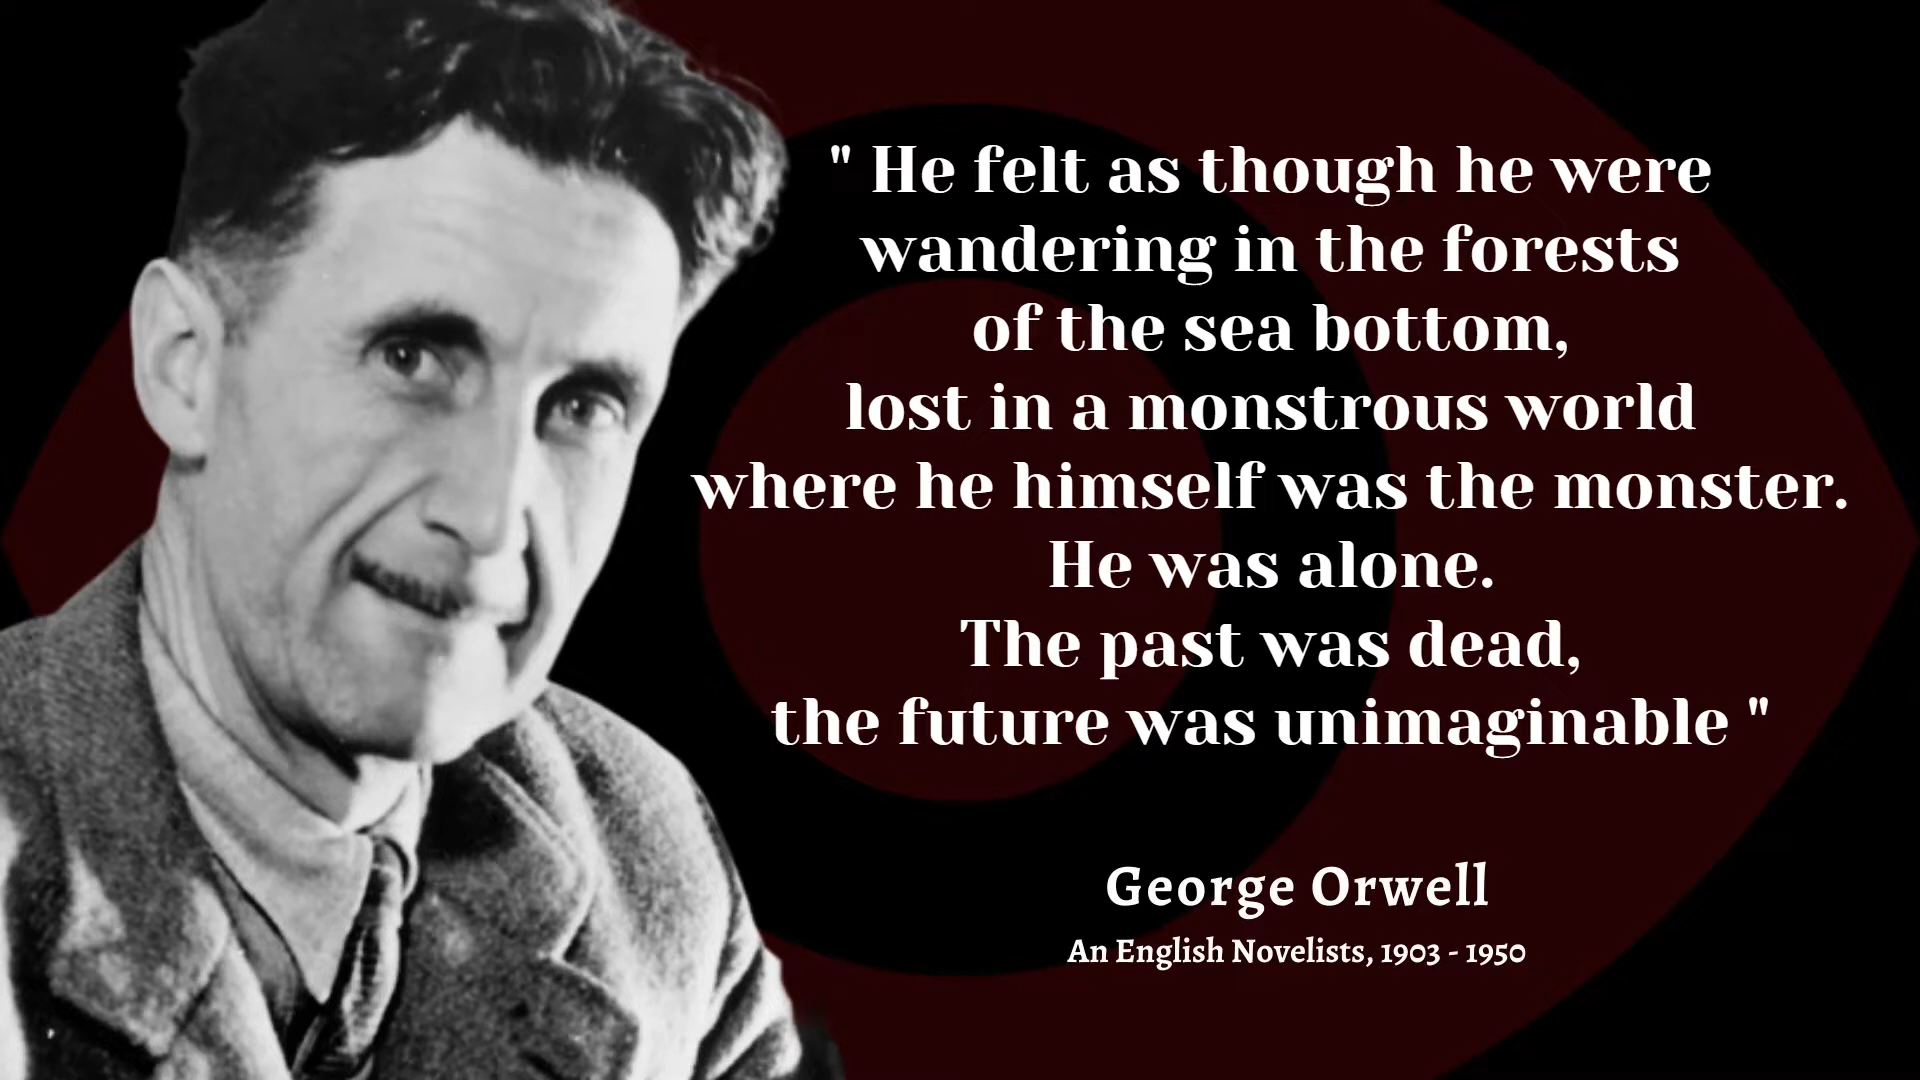 " He felt as though he were
wandering in the forests
of the sea bottom,
lost in a monstrous world
where he himself was the monster.
He was alone.
The past was dead,
the future was unimaginable "
George Orwell
An English Novelists, 1903 - 1950